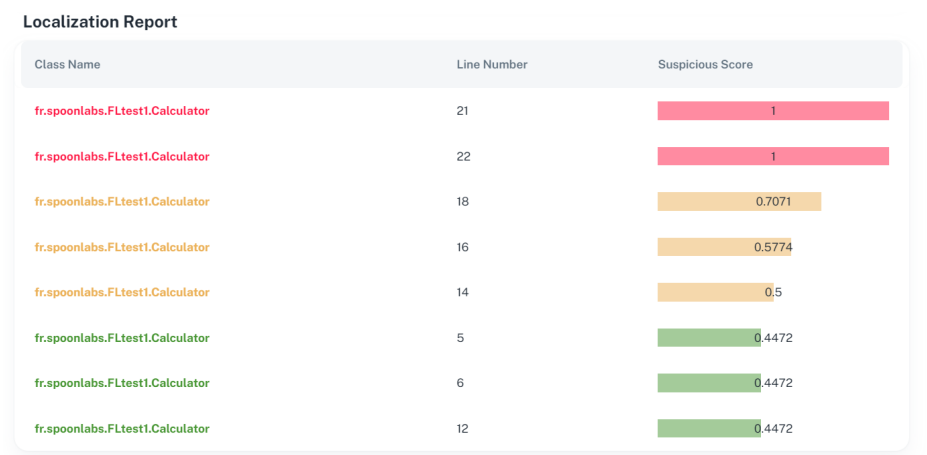 Localization Report
Class Name Line Number Suspicious Score
fr.spoonlabs.FLtest1.Calculator 21 1
fr.spoonlabs.FLtest1.Calculator 22 1
fr.spoonlabs.FLtest1.Calculator 18 0.7071
fr.spoonlabs.FLtest1.Calculator 16 0.5774
fr.spoonlabs.FLtest1.Calculator 14 0.5
fr.spoonlabs.FLtest1.Calculator 5 0.4472
fr.spoonlabs.FLtest1.Calculator 6 0.4472
fr.spoonlabs.FLtest1.Calculator 12 0.4472